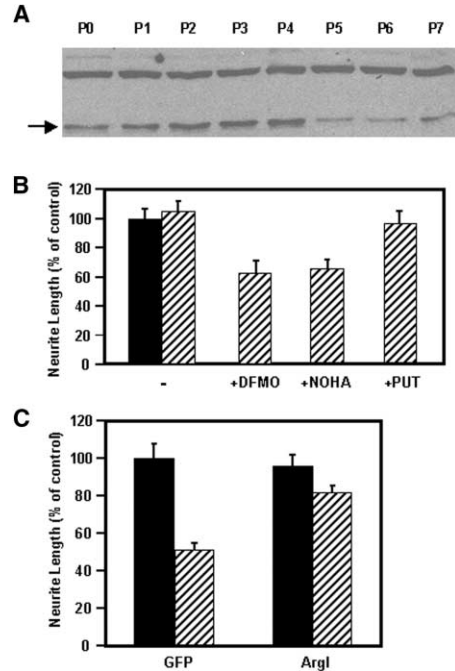 A
P0 P1 P2 P3 P4 P5 P6 P7
B
Neurite Length (% of control)
120
100
80
60
40
20
0
- +DFMO +NOHA +PUT
C
Neurite Length (% of control)
120
100
80
60
40
20
0
GFP ArgI